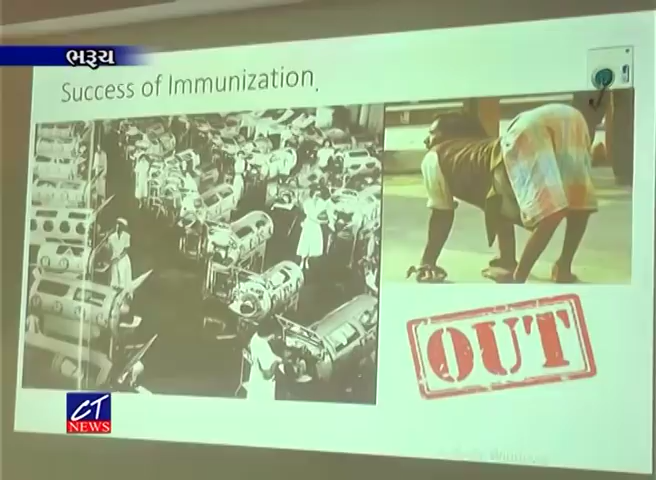 ભરૂચ
Success of Immunization.
OUT
CT
NEWS